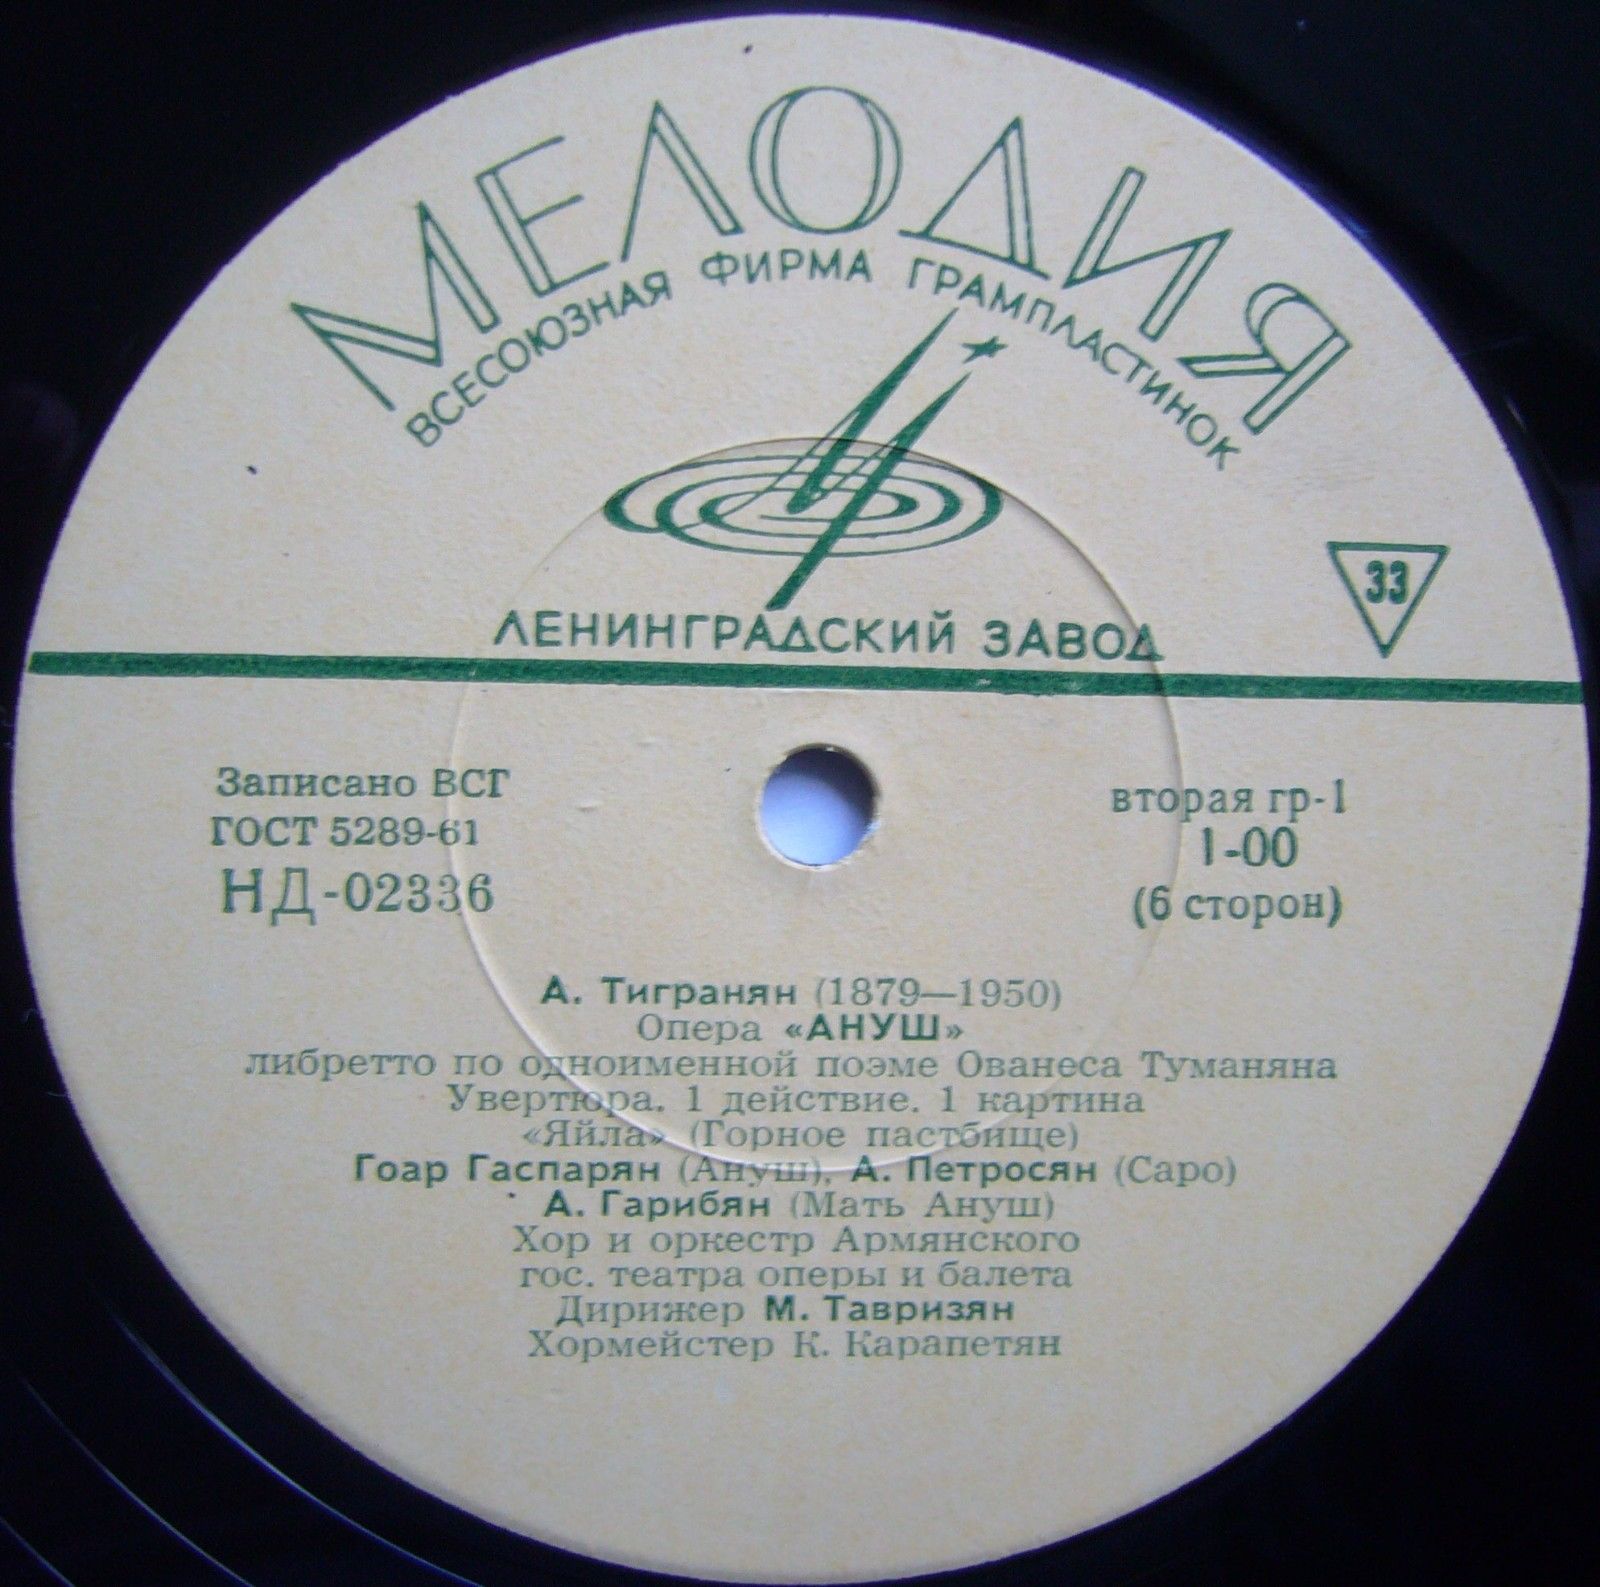 МЕЛОДИЯ
ВСЕСОЮЗНАЯ ФИРМА ГРАМПЛАСТИНОК
ЛЕНИНГРАДСКИЙ ЗАВОД
33
Записано ВСГ
ГОСТ 5289-61
НД-02336
вторая гр-1
1-00
(6 сторон)
А. Тигранян (1879—1950)
Опера «АНУШ»
либретто по одноименной поэме Ованеса Туманяна
Увертюра. 1 действие. 1 картина
«Яйла» (Горное пастбище)
Гоар Гаспарян (Ануш), А. Петросян (Саро)
А. Гарибян (Мать Ануш)
Хор и оркестр Армянского
гос. театра оперы и балета
Дирижер М. Тавризян
Хормейстер К. Карапетян